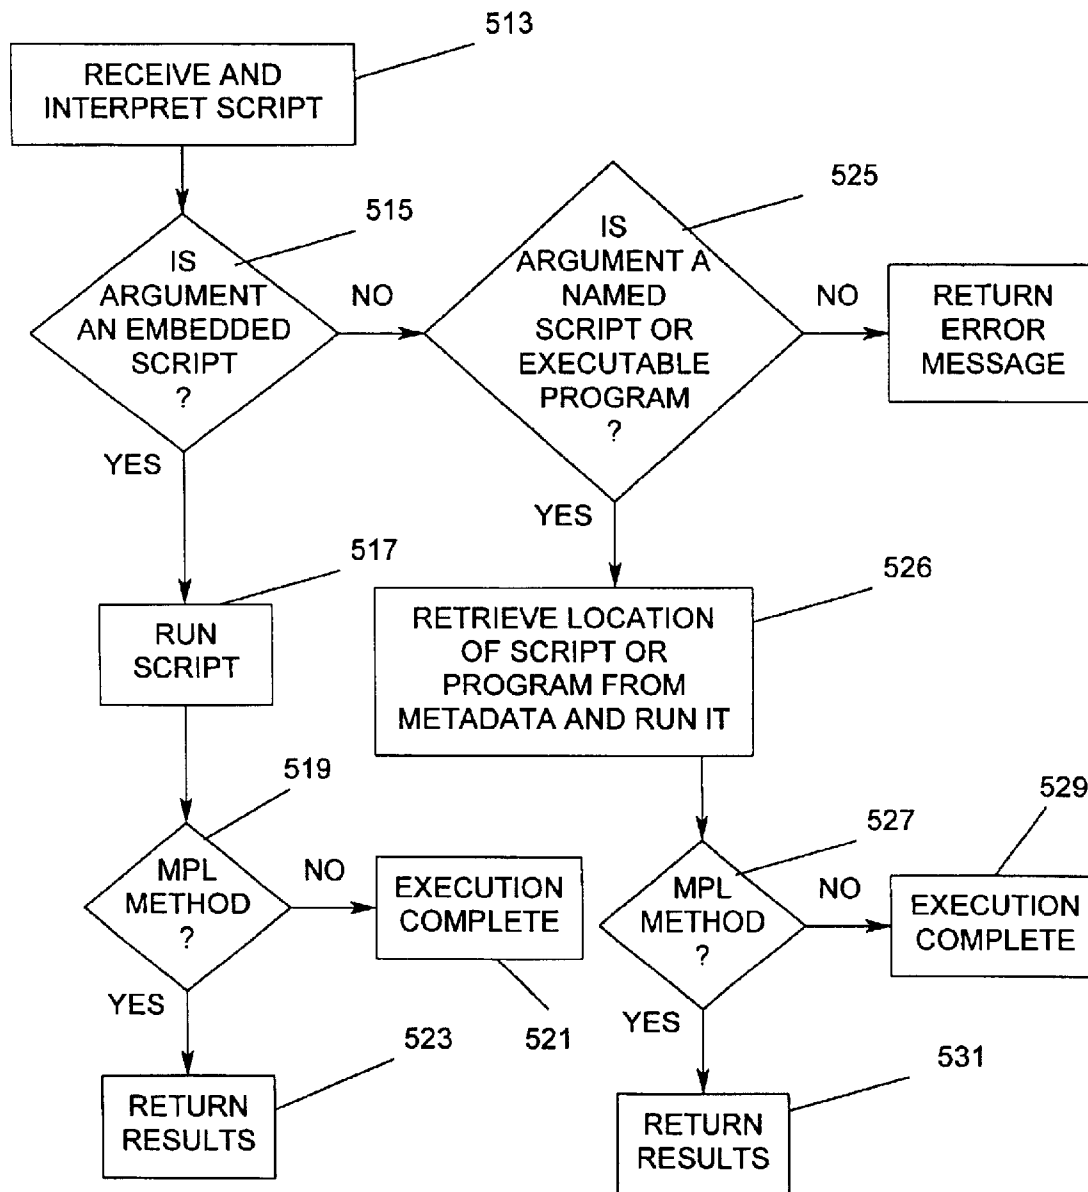 513
RECEIVE AND
INTERPRET SCRIPT
515
IS
ARGUMENT
AN EMBEDDED
SCRIPT
?
NO
YES
525
IS
ARGUMENT A
NAMED
SCRIPT OR
EXECUTABLE
PROGRAM
?
NO
RETURN
ERROR
MESSAGE
YES
517
RUN
SCRIPT
526
RETRIEVE LOCATION
OF SCRIPT OR
PROGRAM FROM
METADATA AND RUN IT
519
MPL
METHOD
?
NO
EXECUTION
COMPLETE
521
YES
523
RETURN
RESULTS
527
MPL
METHOD
?
NO
529
EXECUTION
COMPLETE
YES
531
RETURN
RESULTS